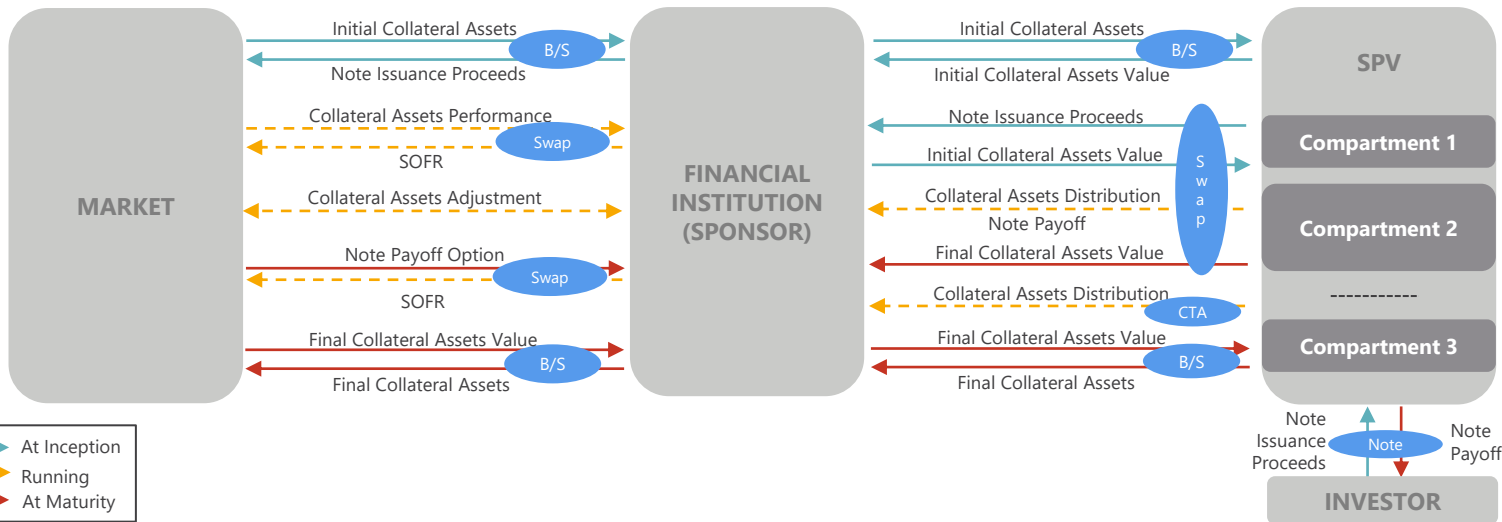 Initial Collateral Assets
B/S
Note Issuance Proceeds
Collateral Assets Performance
Swap
SOFR
Collateral Assets Adjustment
Note Payoff Option
Swap
SOFR
Final Collateral Assets Value
B/S
Final Collateral Assets
MARKET
FINANCIAL
INSTITUTION
(SPONSOR)
Initial Collateral Assets
B/S
Initial Collateral Assets Value
Note Issuance Proceeds
Initial Collateral Assets Value
Swap
Collateral Assets Distribution
Note Payoff
Final Collateral Assets Value
Collateral Assets Distribution
CTA
Final Collateral Assets Value
B/S
Final Collateral Assets
SPV
Compartment 1
Compartment 2
-----------
Compartment 3
Note
Issuance
Proceeds
Note
Note
Payoff
INVESTOR
At Inception
Running
At Maturity